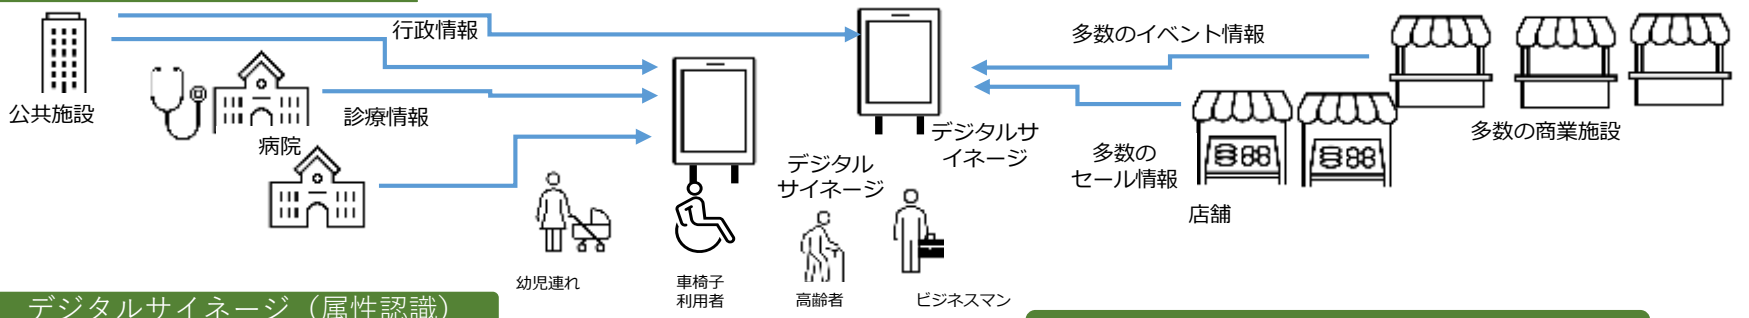 行政情報
多数のイベント情報
公共施設
診療情報
病院
デジタルサ
イネージ
多数の商業施設
多数の
セール情報
デジタル
サイネージ
店舗
幼児連れ
車椅子
利用者
高齢者
ビジネスマン
デジタルサイネージ（属性認識）